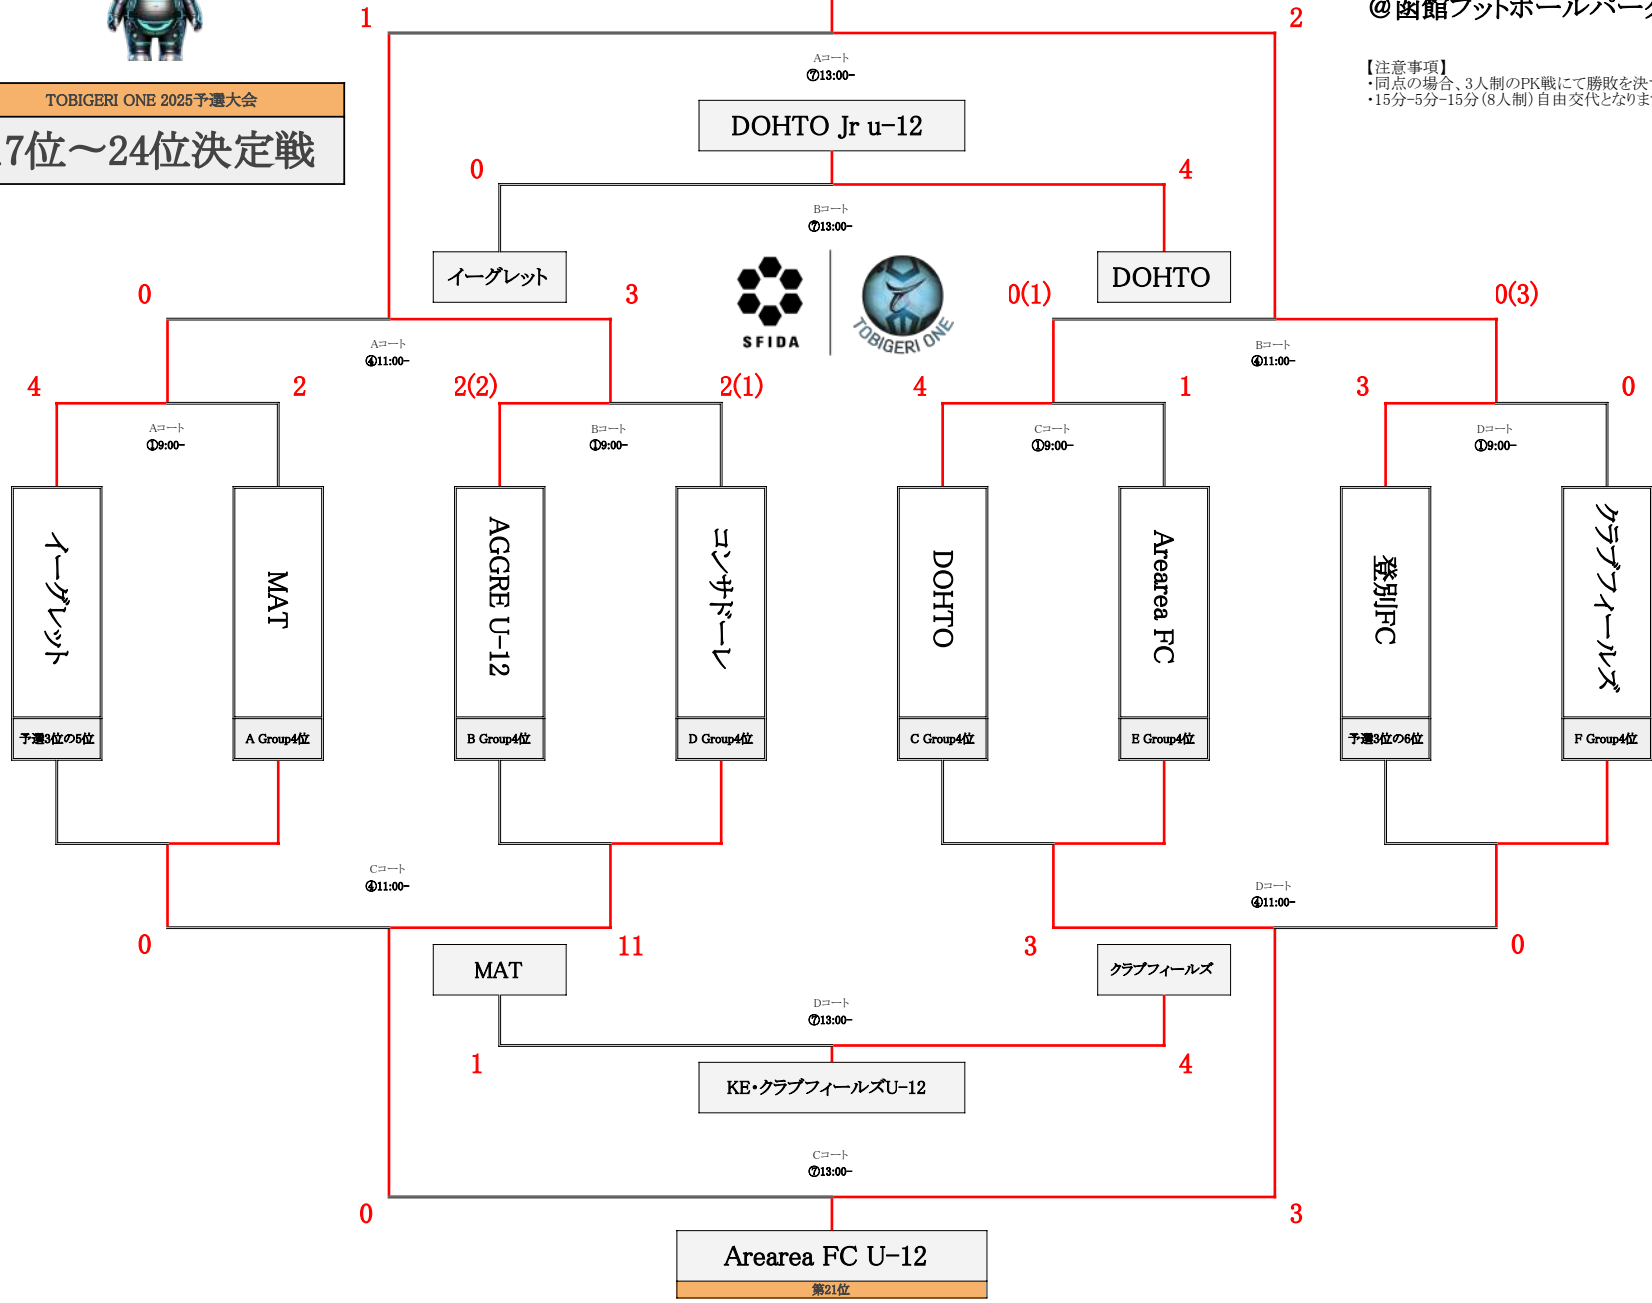 1
2
@函館フットボールパーク
Aコート
⑦13:00-
【注意事項】
・同点の場合、3人制のPK戦にて勝敗を決
・15分-5分-15分(8人制)自由交代となりま
TOBIGERI ONE 2025予選大会
7位～24位決定戦
DOHTO Jr u-12
0
4
Bコート
⑦13:00-
イーグレット
DOHTO
SFIDA
TOBIGERI ONE
0
3
0(1)
0(3)
Aコート
④11:00-
Bコート
④11:00-
4
2
2(2)
2(1)
4
1
3
0
Aコート
①9:00-
Bコート
①9:00-
Cコート
①9:00-
Dコート
①9:00-
イーグレット
MAT
AGGRE U-12
コンサドーレ
DOHTO
Arearea FC
登別FC
クラブフィールズ
予選3位の5位
A Group4位
B Group4位
D Group4位
C Group4位
E Group4位
予選3位の6位
F Group4位
Cコート
④11:00-
Dコート
④11:00-
0
11
3
0
MAT
クラブフィールズ
Dコート
⑦13:00-
1
4
KE・クラブフィールズU-12
Cコート
⑦13:00-
0
3
Arearea FC U-12
第21位